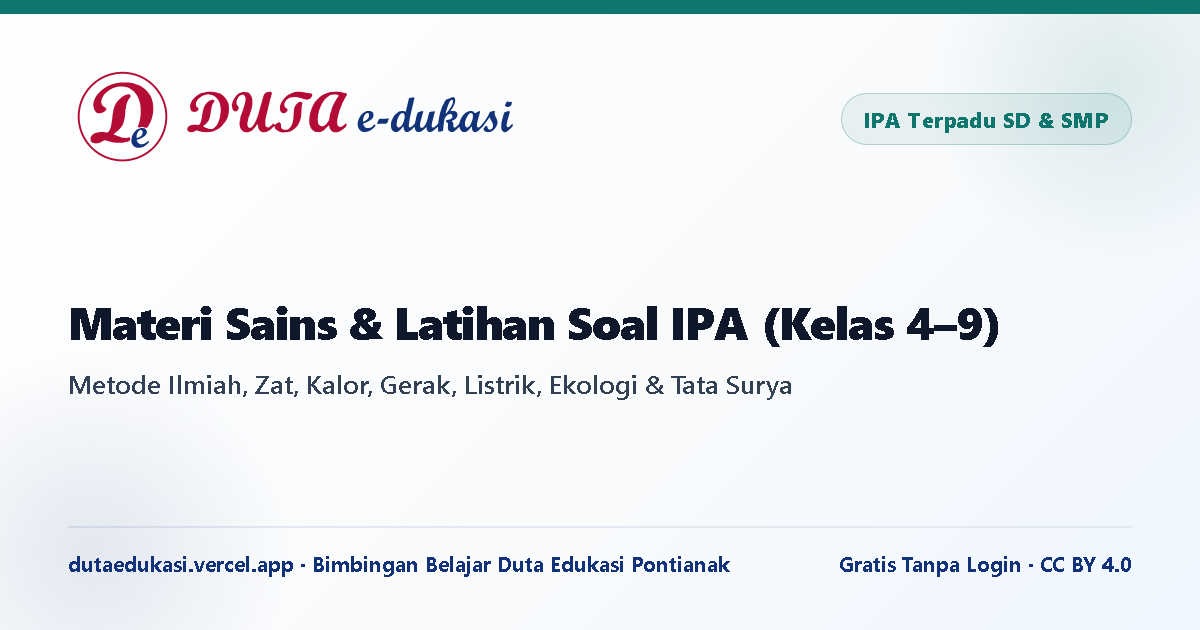 De
DUTA e-dukasi
IPA Terpadu SD & SMP
Materi Sains & Latihan Soal IPA (Kelas 4–9)
Metode Ilmiah, Zat, Kalor, Gerak, Listrik, Ekologi & Tata Surya
dutaedukasi.vercel.app · Bimbingan Belajar Duta Edukasi Pontianak
Gratis Tanpa Login · CC BY 4.0